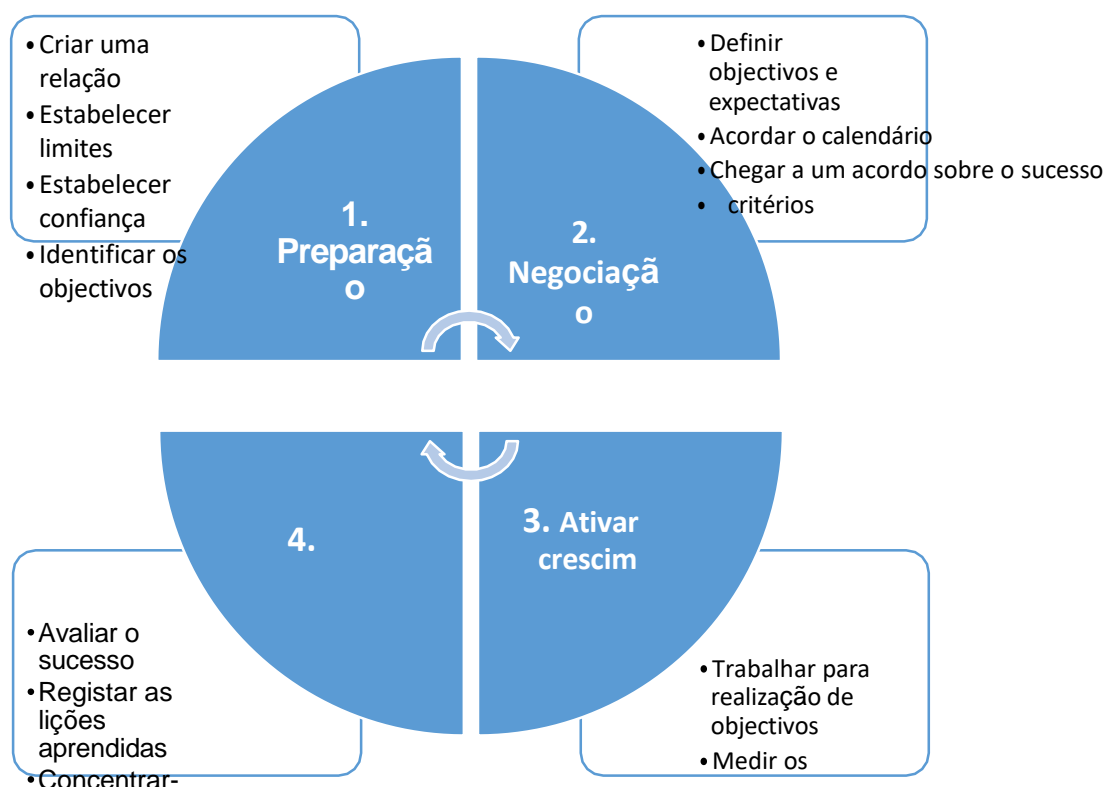 • Criar uma
relação
• Estabelecer
limites
• Estabelecer
confiança
• Identificar os
objectivos
1.
Preparaçã
o
2.
Negociaçã
o
• Definir
objectivos e
expectativas
• Acordar o calendário
• Chegar a um acordo sobre o sucesso
• critérios
4.
3. Ativar
crescim
• Avaliar o
sucesso
• Registar as
lições
aprendidas
• Concentrar-
• Trabalhar para
realização de
objectivos
• Medir os